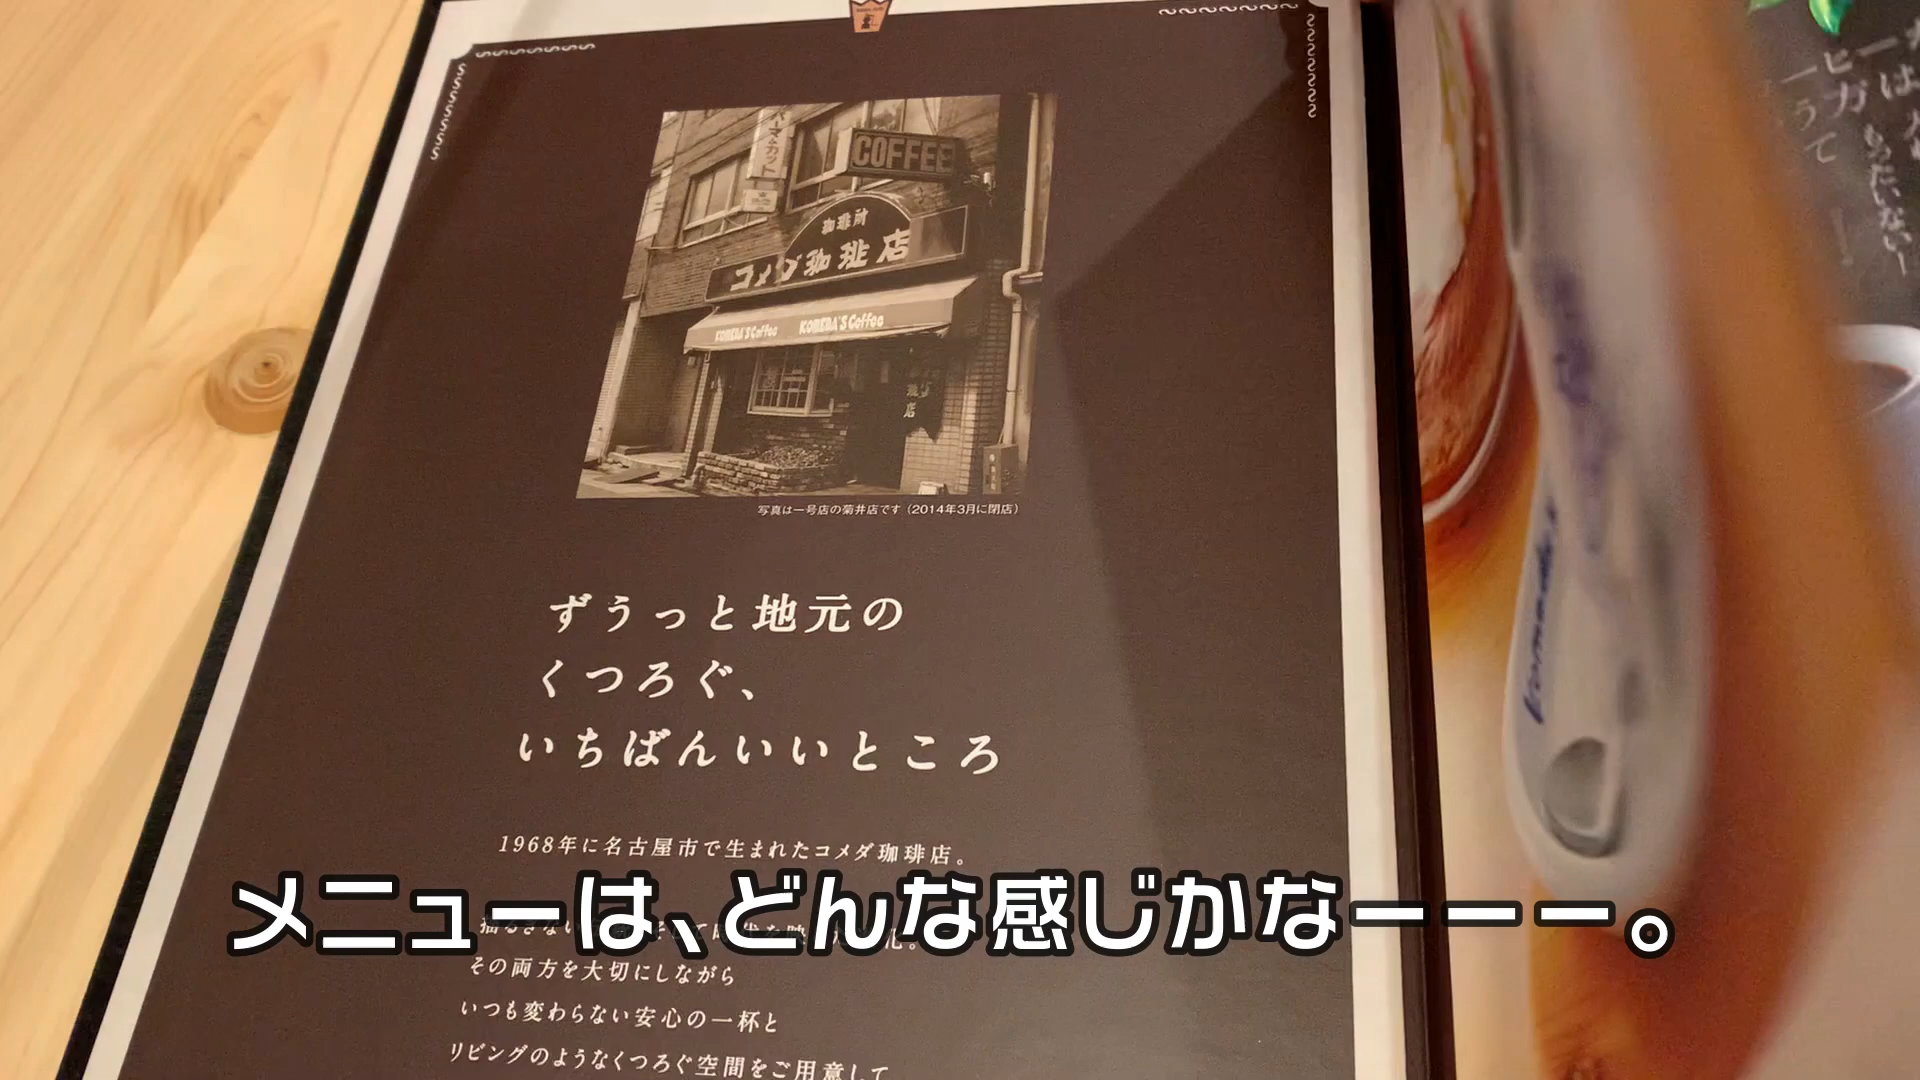 パーマ・カット
COFFEE
珈琲所
コメダ珈琲店
KOMEDA'S Coffee KOMEDA'S Coffee
写真は一号店の菊井店です（2014年3月に閉店）
ずうっと地元の
くつろぐ、
いちばんいいところ
1968年に名古屋市で生まれたコメダ珈琲店。
メニューは、どんな感じかなーーー。
その両方を大切にしながら
いつも変わらない安心の一杯と
リビングのようなくつろぐ空間をご用意して
Komeda's
もったいない